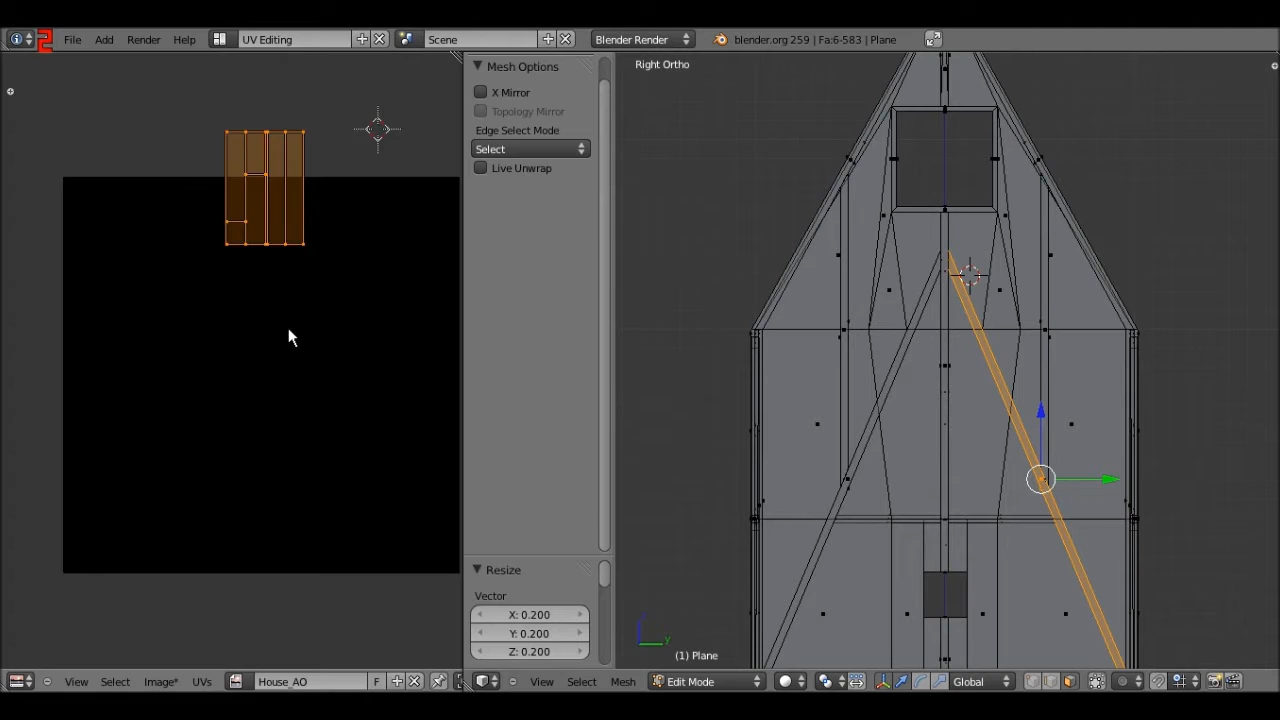 File Add Render Help UV Editing Scene Blender Render blender.org 259 | Fa:6-583 | Plane
Mesh Options
Right Ortho
X Mirror
Topology Mirror
Edge Select Mode
Select
Live Unwrap
Resize
Vector
X: 0.200
Y: 0.200
Z: 0.200
z
y
(1) Plane
View Select Image* UVs House_AO F View Select Mesh Edit Mode Global